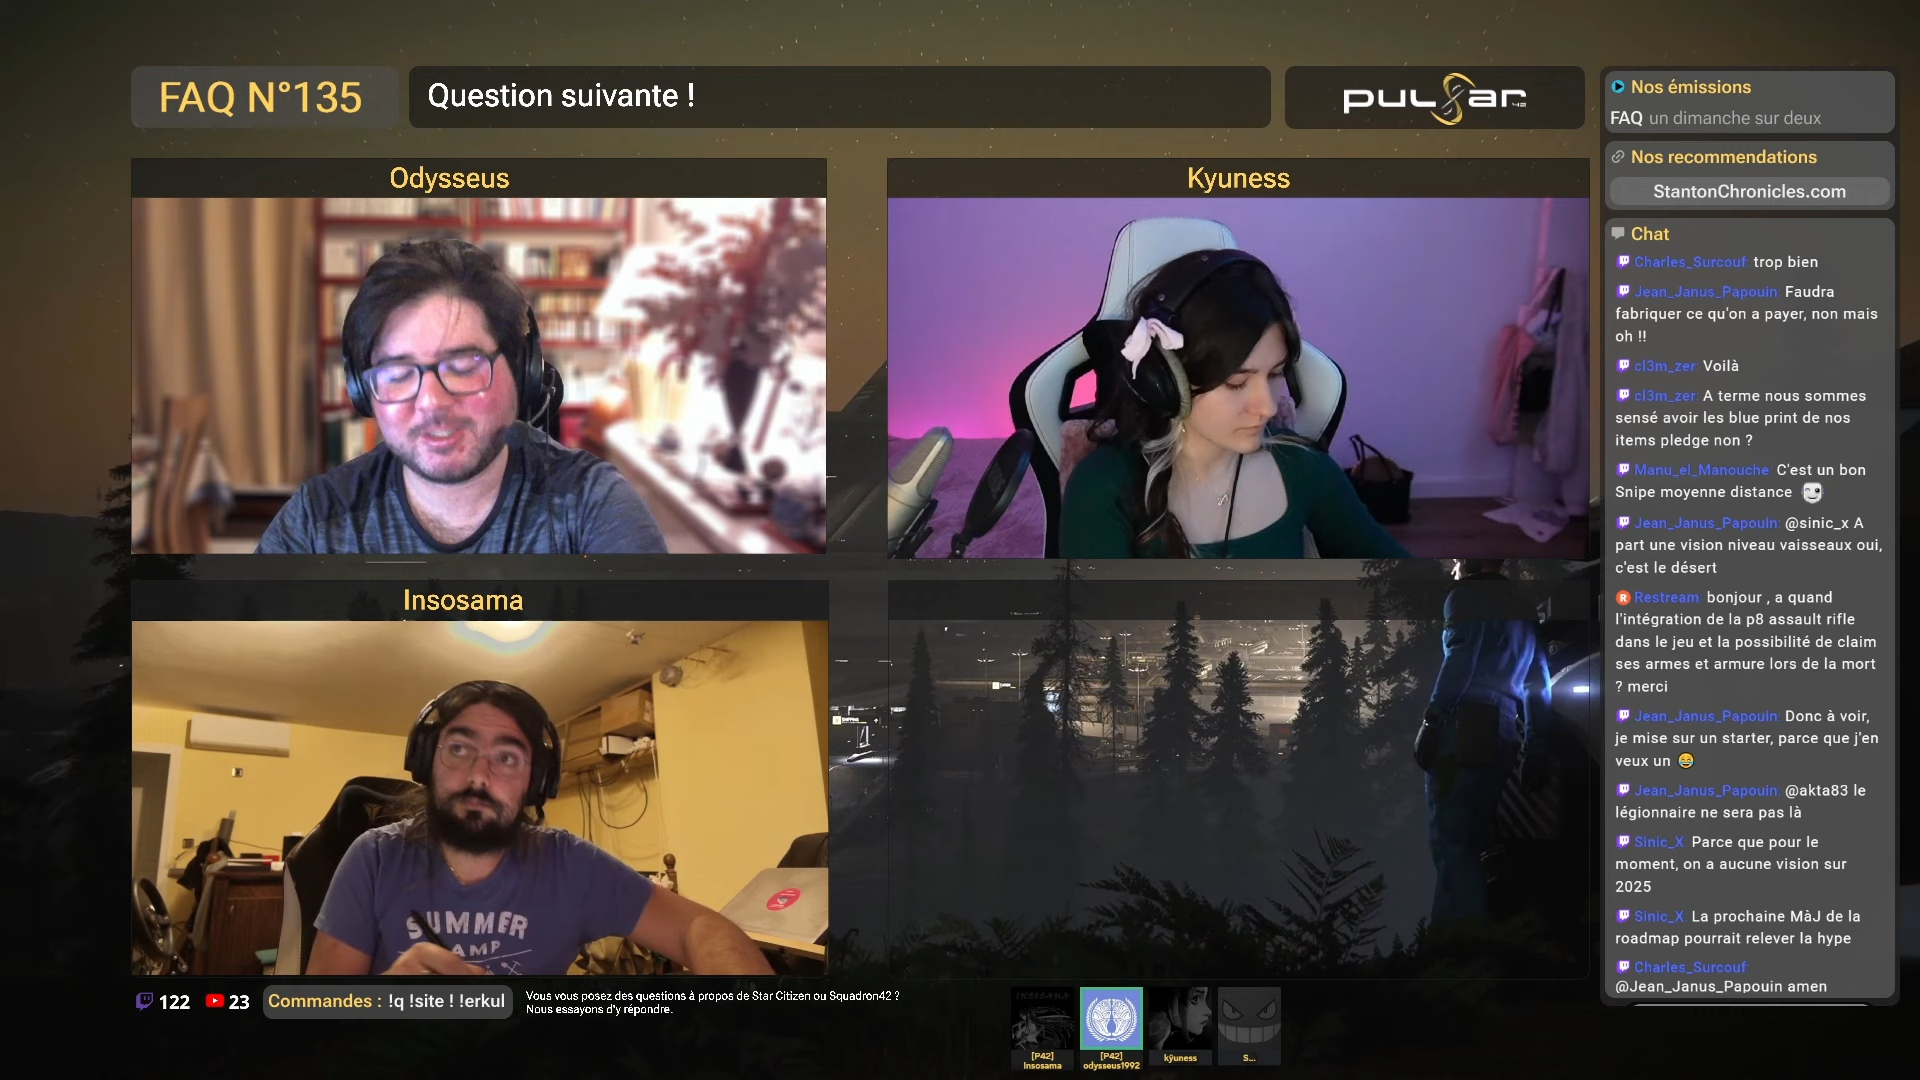 FAQ N°135
Question suivante !
pulsar 42
Odysseus
Kyuness
Insosama
SUMMER
AMP
122
23
Commandes : !q !site ! !erkul
Vous vous posez des questions à propos de Star Citizen ou Squadron42 ?
Nous essayons d'y répondre.
[P42]
Insosama
[P42]
odysseus1992
kÿuness
S...
Nos émissions
FAQ un dimanche sur deux
Nos recommendations
StantonChronicles.com
Chat
Charles_Surcouf: trop bien
Jean_Janus_Papouin: Faudra
fabriquer ce qu'on a payer, non mais
oh !!
cl3m_zer: Voilà
cl3m_zer: A terme nous sommes
sensé avoir les blue print de nos
items pledge non ?
Manu_el_Manouche: C'est un bon
Snipe moyenne distance
Jean_Janus_Papouin: @sinic_x A
part une vision niveau vaisseaux oui,
c'est le désert
Restream: bonjour , a quand
l'intégration de la p8 assault rifle
dans le jeu et la possibilité de claim
ses armes et armure lors de la mort
? merci
Jean_Janus_Papouin: Donc à voir,
je mise sur un starter, parce que j'en
veux un 😂
Jean_Janus_Papouin: @akta83 le
légionnaire ne sera pas là
Sinic_X: Parce que pour le
moment, on a aucune vision sur
2025
Sinic_X: La prochaine MàJ de la
roadmap pourrait relever la hype
Charles_Surcouf:
@Jean_Janus_Papouin amen